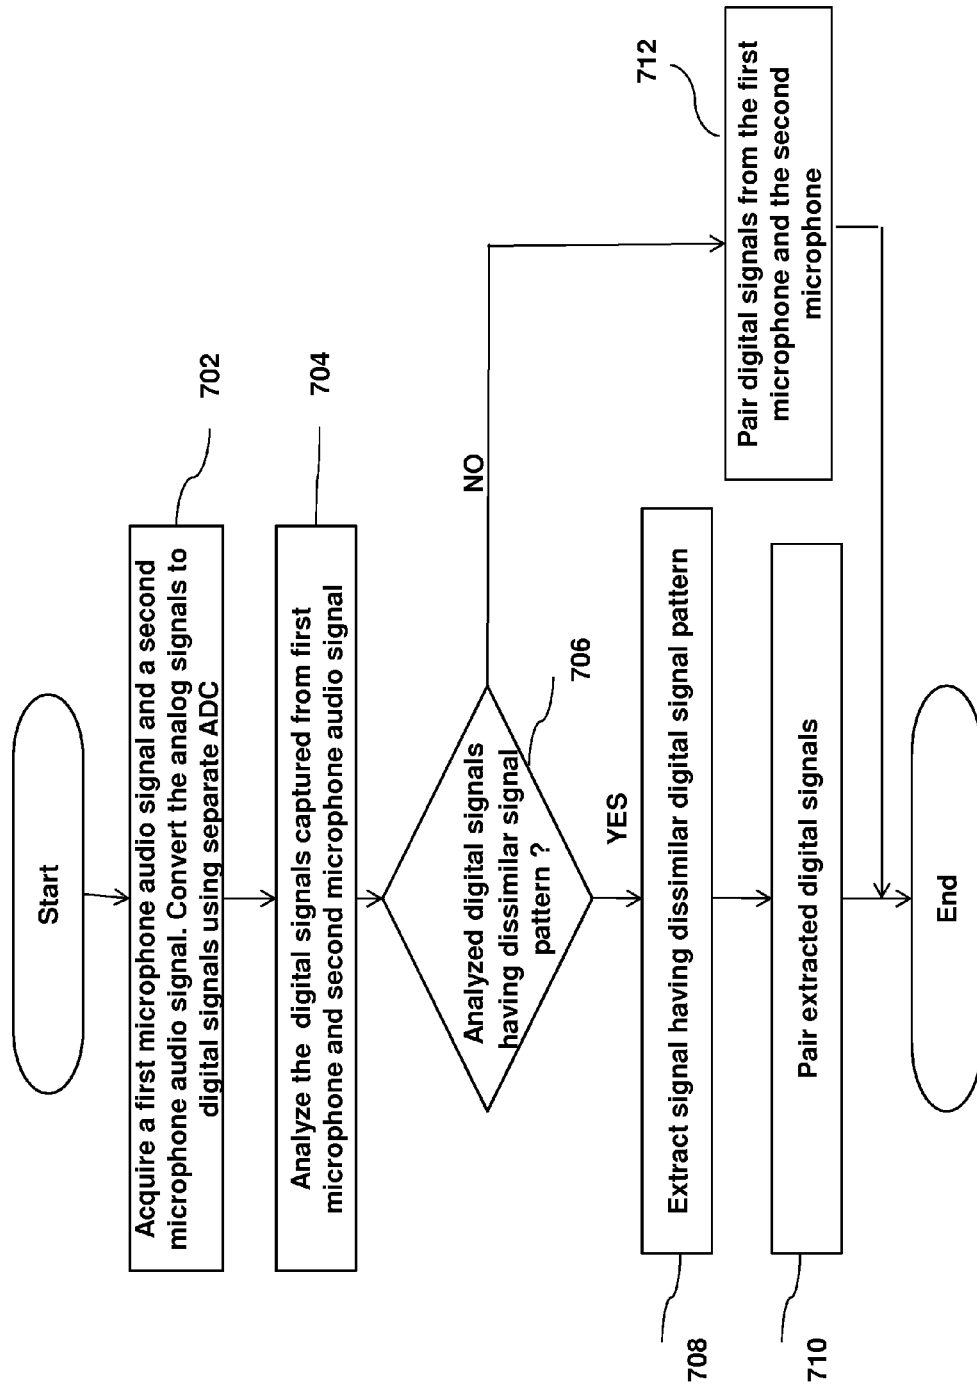 Start
702
Acquire a first microphone audio signal and a second
microphone audio signal. Convert the analog signals to
digital signals using separate ADC
704
Analyze the digital signals captured from first
microphone and second microphone audio signal
Analyzed digital signals
having dissimilar signal
pattern ?
706
NO
YES
712
Pair digital signals from the first
microphone and the second
microphone
708
Extract signal having dissimilar digital signal pattern
710
Pair extracted digital signals
End